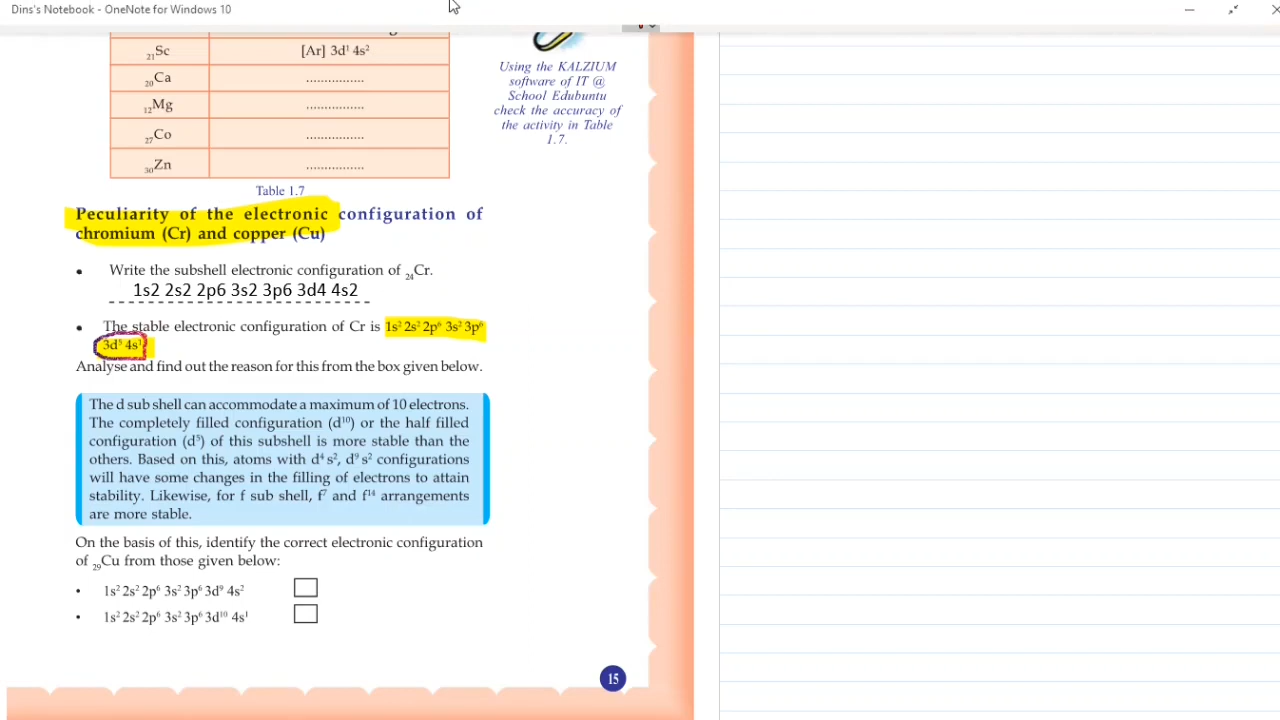 Dins's Notebook - OneNote for Windows 10
₂₁Sc [Ar] 3d¹ 4s²
₂₀Ca ................
₁₂Mg ................
₂₇Co ................
₃₀Zn ................
Table 1.7
Using the KALZIUM
software of IT @
School Edubuntu
check the accuracy of
the activity in Table
1.7.
Peculiarity of the electronic configuration of
chromium (Cr) and copper (Cu)
• Write the subshell electronic configuration of ₂₄Cr.
1s2 2s2 2p6 3s2 3p6 3d4 4s2
• The stable electronic configuration of Cr is 1s² 2s² 2p⁶ 3s² 3p⁶
3d⁵ 4s¹
Analyse and find out the reason for this from the box given below.
The d sub shell can accommodate a maximum of 10 electrons.
The completely filled configuration (d¹⁰) or the half filled
configuration (d⁵) of this subshell is more stable than the
others. Based on this, atoms with d⁴ s², d⁹ s² configurations
will have some changes in the filling of electrons to attain
stability. Likewise, for f sub shell, f⁷ and f¹⁴ arrangements
are more stable.
On the basis of this, identify the correct electronic configuration
of ₂₉Cu from those given below:
• 1s² 2s² 2p⁶ 3s² 3p⁶ 3d⁹ 4s²
• 1s² 2s² 2p⁶ 3s² 3p⁶ 3d¹⁰ 4s¹
15